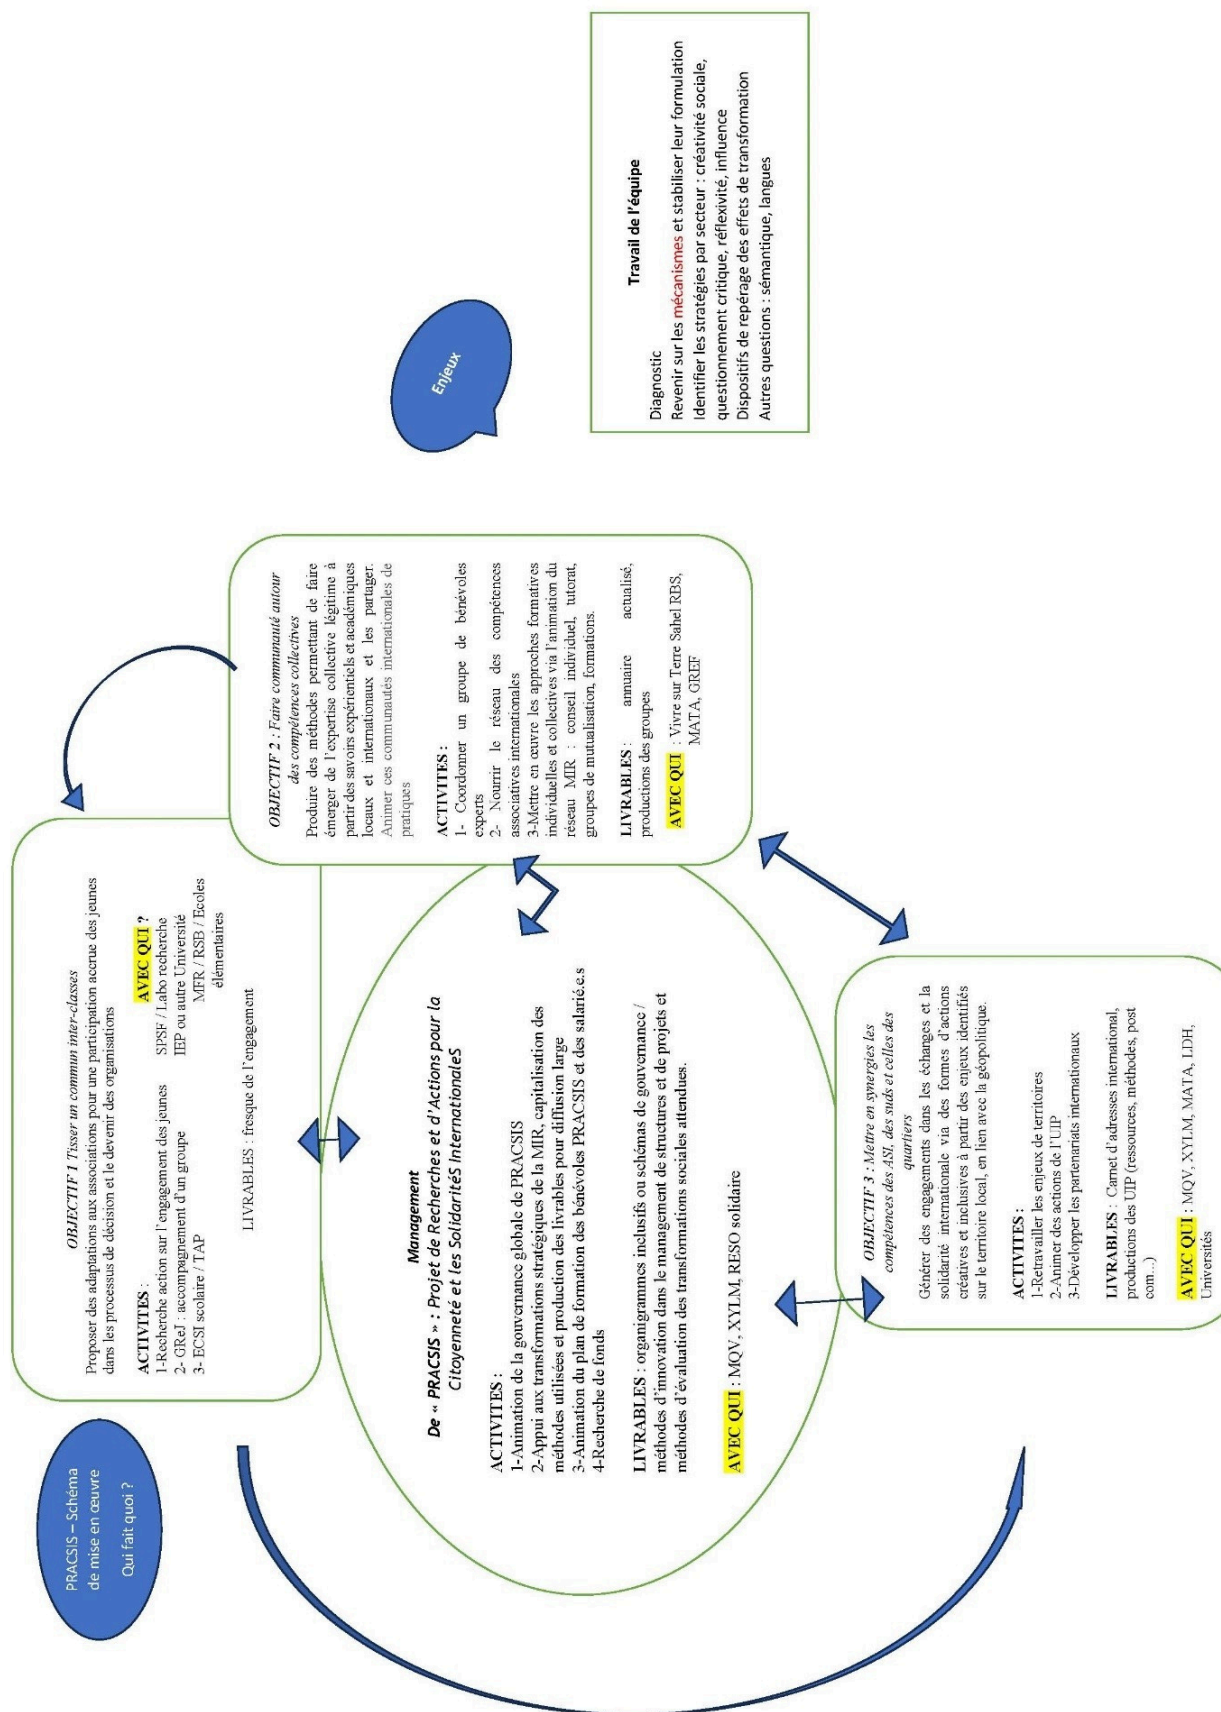 PRACSIS – Schéma
de mise en œuvre
Qui fait quoi ?
OBJECTIF 1 Tisser un commun inter-classes
Proposer des adaptations aux associations pour une participation accrue des jeunes
dans les processus de décision et le devenir des organisations
ACTIVITES :
1-Recherche action sur l'engagement des jeunes
2- GReJ : accompagnement d'un groupe
3- ECSI scolaire / TAP
AVEC QUI ?
SPSF / Labo recherche
IEP ou autre Université
MFR / RSB / Ecoles
élémentaires
LIVRABLES : fresque de l'engagement
Management
De « PRACSIS » : Projet de Recherches et d'Actions pour la
Citoyenneté et les SolidaritéS InternationaleS
ACTIVITES :
1-Animation de la gouvernance globale de PRACSIS
2-Appui aux transformations stratégiques de la MIR, capitalisation des
méthodes utilisées et production des livrables pour diffusion large
3-Animation du plan de formation des bénévoles PRACSIS et des salarié.e.s
4-Recherche de fonds
LIVRABLES : organigrammes inclusifs ou schémas de gouvernance /
méthodes d'innovation dans le management de structures et de projets et
méthodes d'évaluation des transformations sociales attendues.
AVEC QUI : MQV, XYLM, RESO solidaire
OBJECTIF 2 : Faire communauté autour
des compétences collectives
Produire des méthodes permettant de faire
émerger de l'expertise collective légitime à
partir des savoirs expérientiels et académiques
locaux et internationaux et les partager.
Animer ces communautés internationales de
pratiques
ACTIVITES :
1- Coordonner un groupe de bénévoles
experts
2- Nourrir le réseau des compétences
associatives internationales
3-Mettre en œuvre les approches formatives
individuelles et collectives via l'animation du
réseau MIR : conseil individuel, tutorat,
groupes de mutualisation, formations.
LIVRABLES : annuaire actualisé,
productions des groupes
AVEC QUI : Vivre sur Terre Sahel RBS,
MATA, GREF
OBJECTIF 3 : Mettre en synergies les
compétences des ASI, des suds et celles des
quartiers
Générer des engagements dans les échanges et la
solidarité internationale via des formes d'actions
créatives et inclusives à partir des enjeux identifiés
sur le territoire local, en lien avec la géopolitique.
ACTIVITES :
1-Retravailler les enjeux de territoires
2-Animer des actions de l'UIP
3-Développer les partenariats internationaux
LIVRABLES : Carnet d'adresses international,
productions des UIP (ressources, méthodes, post
com...)
AVEC QUI : MQV, XYLM, MATA, LDH,
Universités
Enjeux
Travail de l'équipe
Diagnostic
Revenir sur les mécanismes et stabiliser leur formulation
Identifier les stratégies par secteur : créativité sociale,
questionnement critique, réflexivité, influence
Dispositifs de repérage des effets de transformation
Autres questions : sémantique, langues